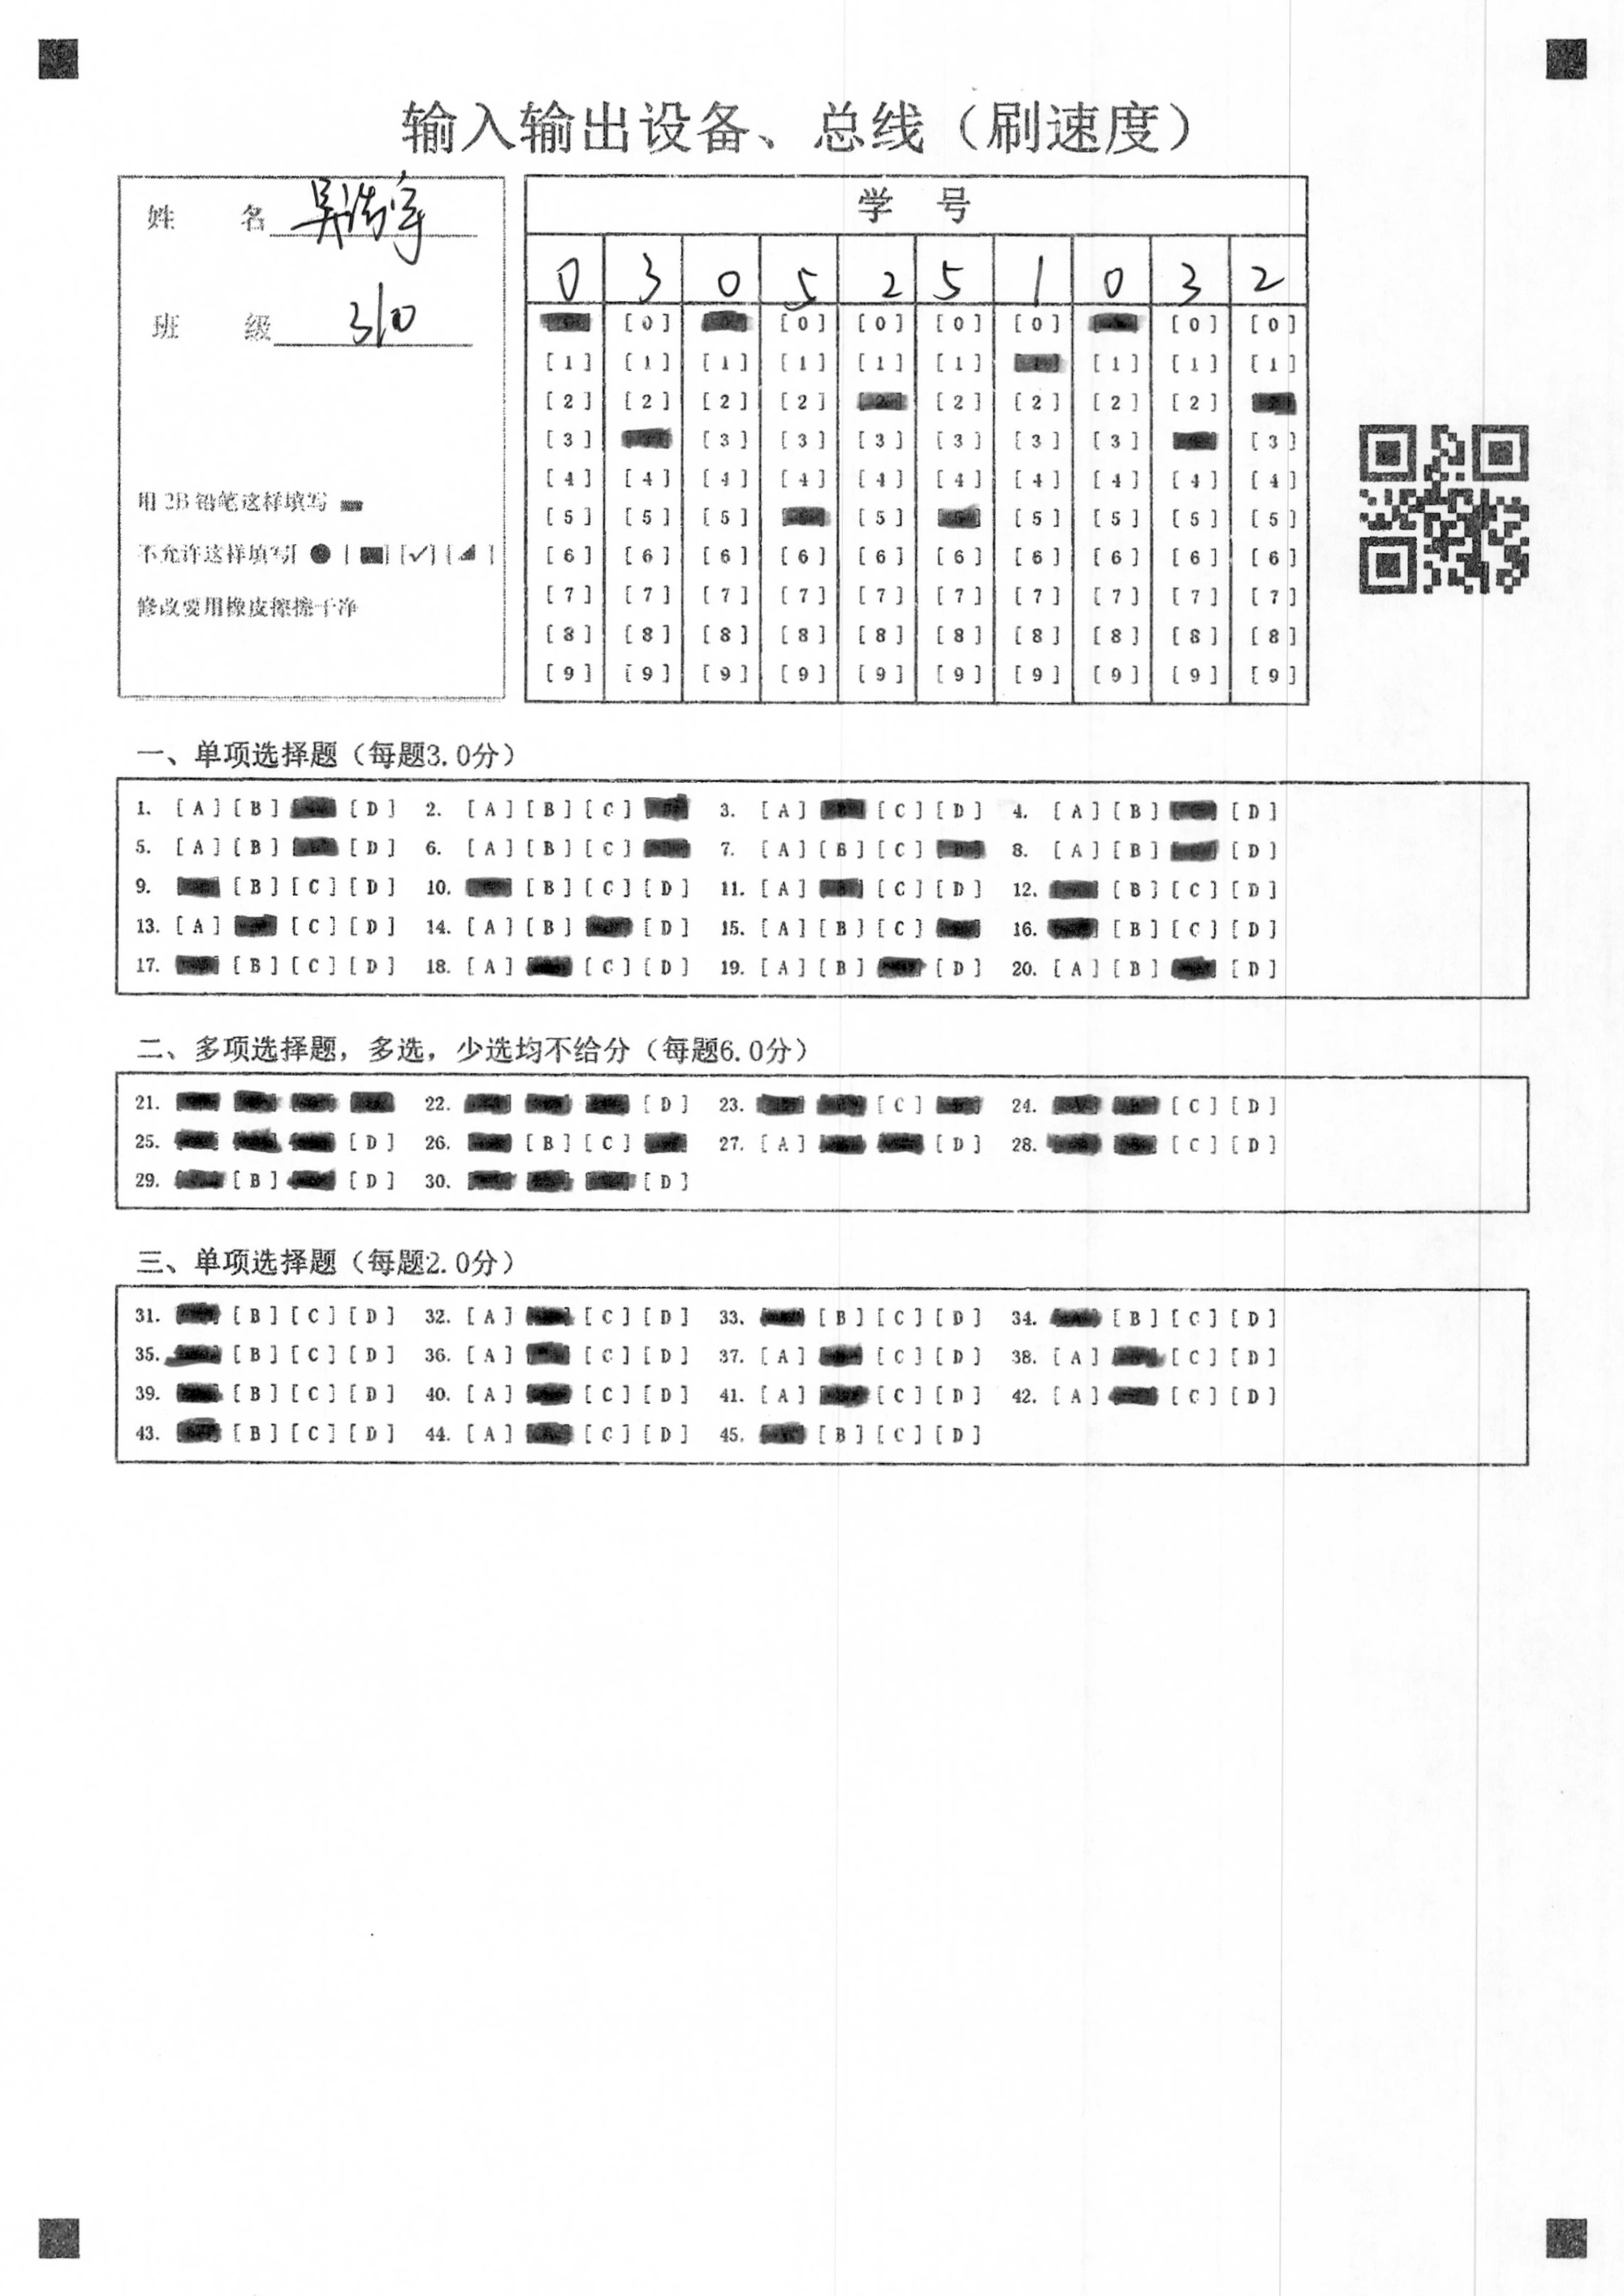 输入输出设备、总线（刷速度）
姓 名 吴浩宇
班 级 310
用 2B 铅笔这样填写
不允许这样填写[ ● ] [ ■ ] [✓] [◢ ]
修改要用橡皮擦擦干净
学 号
0 3 0 5 2 5 1 0 3 2
[0] [0] [0] [0] [0] [0] [0]
[1] [1] [1] [1] [1] [1] [1] [1] [1]
[2] [2] [2] [2] [2] [2] [2] [2]
[3] [3] [3] [3] [3] [3] [3] [3]
[4] [4] [4] [4] [4] [4] [4] [4] [4] [4]
[5] [5] [5] [5] [5] [5] [5] [5]
[6] [6] [6] [6] [6] [6] [6] [6] [6] [6]
[7] [7] [7] [7] [7] [7] [7] [7] [7] [7]
[8] [8] [8] [8] [8] [8] [8] [8] [8] [8]
[9] [9] [9] [9] [9] [9] [9] [9] [9] [9]
一、单项选择题（每题3.0分）
1. [A] [B] [D] 2. [A] [B] [C] 3. [A] [C] [D] 4. [A] [B] [D]
5. [A] [B] [D] 6. [A] [B] [C] 7. [A] [B] [C] 8. [A] [B] [D]
9. [B] [C] [D] 10. [B] [C] [D] 11. [A] [C] [D] 12. [B] [C] [D]
13. [A] [C] [D] 14. [A] [B] [D] 15. [A] [B] [C] 16. [B] [C] [D]
17. [B] [C] [D] 18. [A] [C] [D] 19. [A] [B] [D] 20. [A] [B] [D]
二、多项选择题，多选，少选均不给分（每题6.0分）
21. 22. [D] 23. [C] 24. [C] [D]
25. [D] 26. [B] [C] 27. [A] [D] 28. [C] [D]
29. [B] [D] 30. [D]
三、单项选择题（每题2.0分）
31. [B] [C] [D] 32. [A] [C] [D] 33. [B] [C] [D] 34. [B] [C] [D]
35. [B] [C] [D] 36. [A] [C] [D] 37. [A] [C] [D] 38. [A] [C] [D]
39. [B] [C] [D] 40. [A] [C] [D] 41. [A] [C] [D] 42. [A] [C] [D]
43. [B] [C] [D] 44. [A] [C] [D] 45. [B] [C] [D]